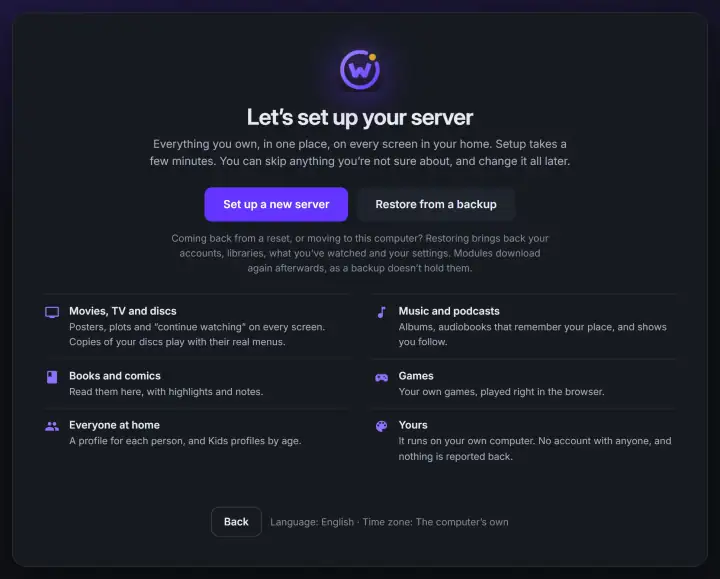 W
Let's set up your server
Everything you own, in one place, on every screen in your home. Setup takes a
few minutes. You can skip anything you're not sure about, and change it all later.
Set up a new server
Restore from a backup
Coming back from a reset, or moving to this computer? Restoring brings back your
accounts, libraries, what you've watched and your settings. Modules download
again afterwards, as a backup doesn't hold them.
Movies, TV and discs
Posters, plots and “continue watching” on every screen.
Copies of your discs play with their real menus.
Music and podcasts
Albums, audiobooks that remember your place, and shows
you follow.
Books and comics
Read them here, with highlights and notes.
Games
Your own games, played right in the browser.
Everyone at home
A profile for each person, and Kids profiles by age.
Yours
It runs on your own computer. No account with anyone, and
nothing is reported back.
Back
Language: English · Time zone: The computer's own